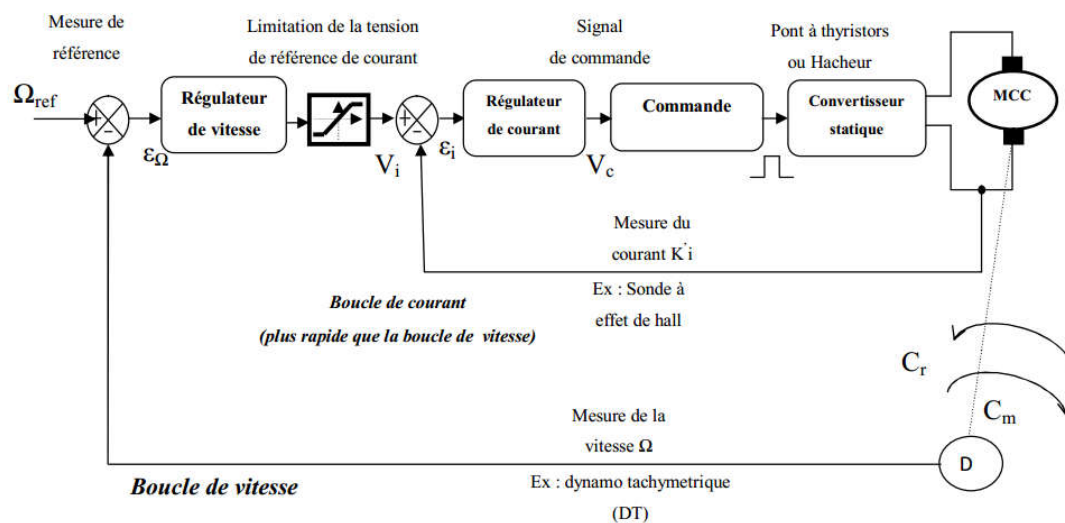 Mesure de
référence
Limitation de la tension
de référence de courant
Signal
de commande
Pont à thyristors
ou Hacheur
Ωref
+
-
εΩ
Régulateur
de vitesse
Vi
+
-
εi
Régulateur
de courant
Vc
Commande
Convertisseur
statique
MCC
Mesure du
courant K'i
Ex : Sonde à
effet de hall
Boucle de courant
(plus rapide que la boucle de vitesse)
Cr
Cm
Mesure de la
vitesse Ω
D
Boucle de vitesse
Ex : dynamo tachymetrique
(DT)